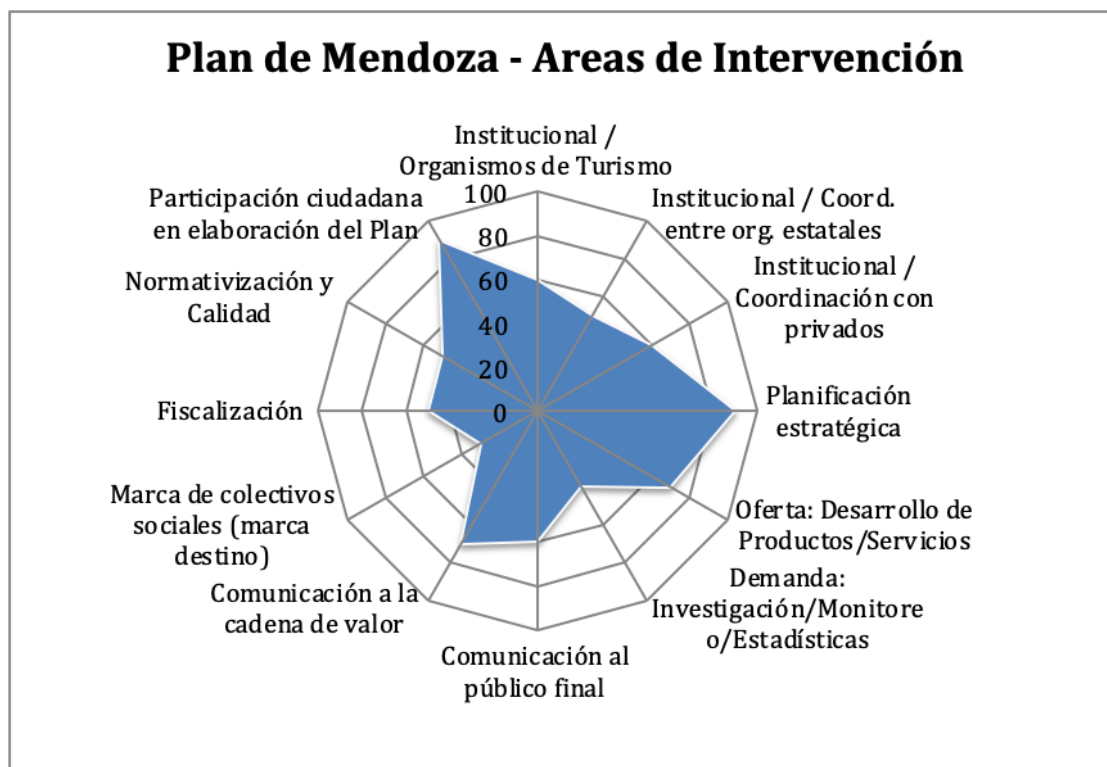 Plan de Mendoza - Areas de Intervención
Institucional /
Organismos de Turismo
Institucional / Coord.
entre org. estatales
Institucional /
Coordinación con
privados
Planificación
estratégica
Oferta: Desarrollo de
Productos/Servicios
Demanda:
Investigación/Monitore
o/Estadísticas
Comunicación al
público final
Comunicación a la
cadena de valor
Marca de colectivos
sociales (marca
destino)
Fiscalización
Normativización y
Calidad
Participación ciudadana
en elaboración del Plan
100
80
60
40
20
0